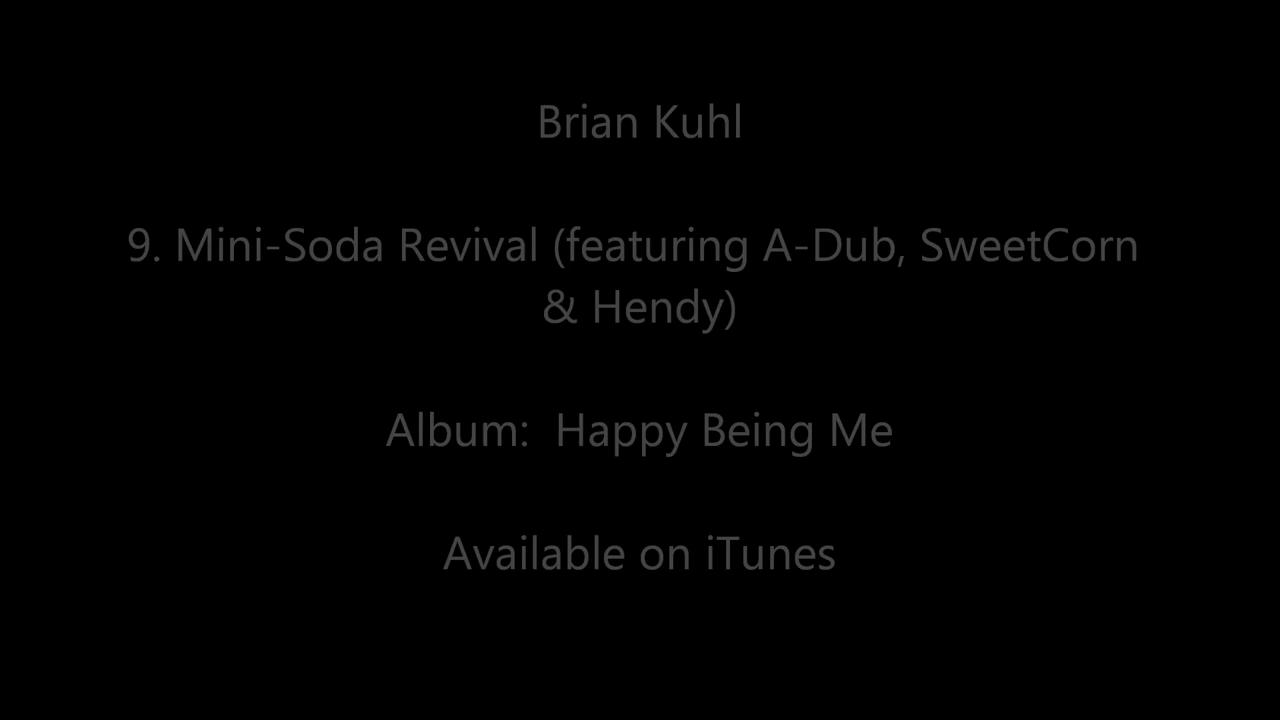 Brian Kuhl
9. Mini-Soda Revival (featuring A-Dub, SweetCorn
& Hendy)
Album:  Happy Being Me
Available on iTunes